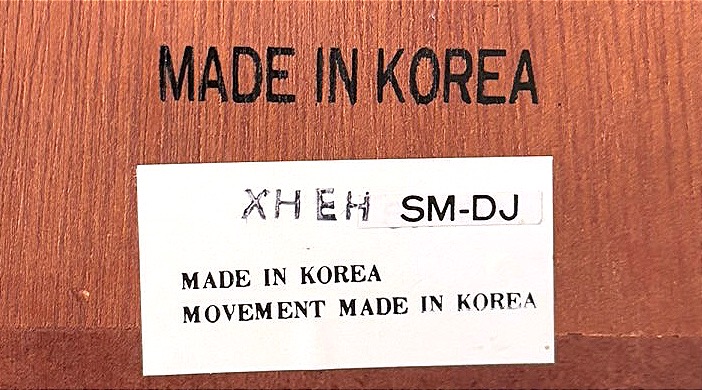 MADE IN KOREA
XHEH SM-DJ
MADE IN KOREA
MOVEMENT MADE IN KOREA